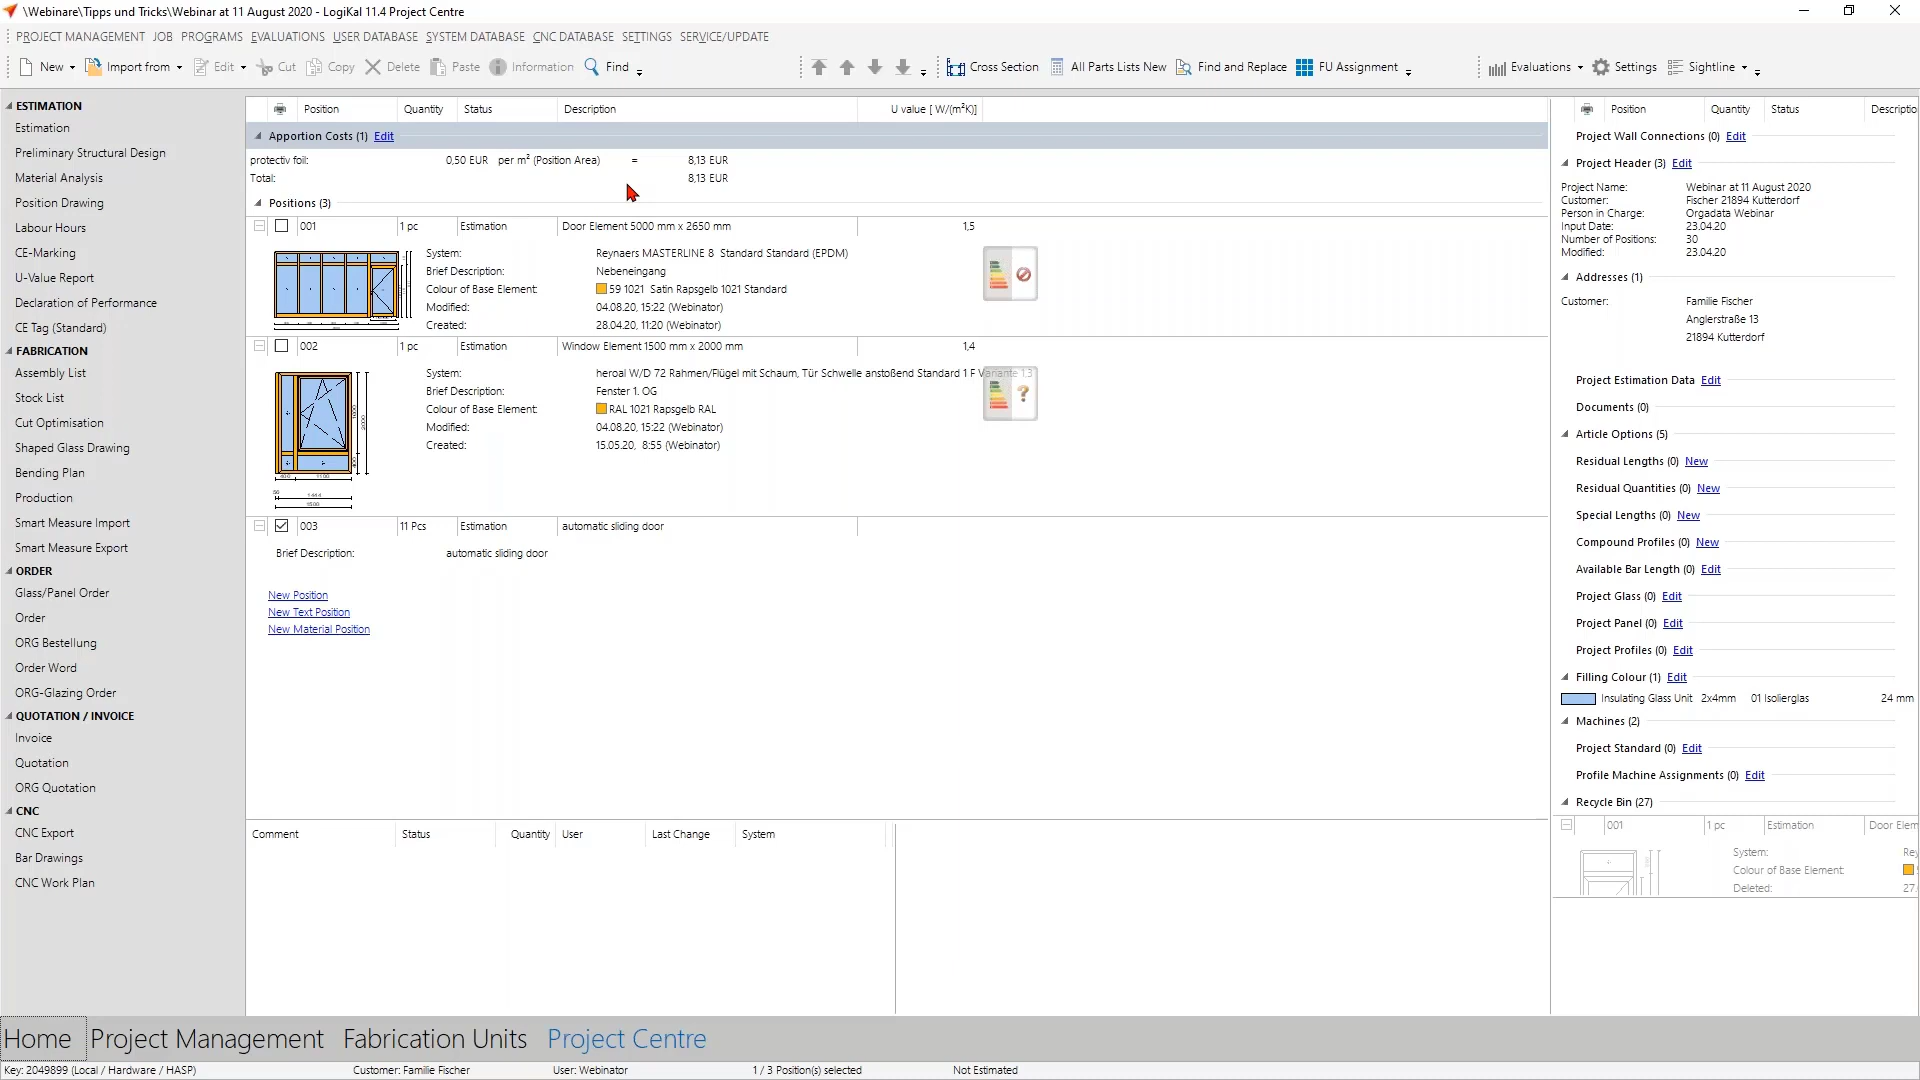 \Webinare\Tipps und Tricks\Webinar at 11 August 2020 - LogiKal 11.4 Project Centre
PROJECT MANAGEMENT JOB PROGRAMS EVALUATIONS USER DATABASE SYSTEM DATABASE CNC DATABASE SETTINGS SERVICE/UPDATE
New Import from Edit Cut Copy Delete Paste Information Find Cross Section All Parts Lists New Find and Replace FU Assignment Evaluations Settings Sightline
ESTIMATION
Estimation
Preliminary Structural Design
Material Analysis
Position Drawing
Labour Hours
CE-Marking
U-Value Report
Declaration of Performance
CE Tag (Standard)
FABRICATION
Assembly List
Stock List
Cut Optimisation
Shaped Glass Drawing
Bending Plan
Production
Smart Measure Import
Smart Measure Export
ORDER
Glass/Panel Order
Order
ORG Bestellung
Order Word
ORG-Glazing Order
QUOTATION / INVOICE
Invoice
Quotation
ORG Quotation
CNC
CNC Export
Bar Drawings
CNC Work Plan
Position Quantity Status Description U value [ W/(m²K)]
Apportion Costs (1) Edit
protectiv foil: 0,50 EUR per m² (Position Area) = 8,13 EUR
Total: 8,13 EUR
Positions (3)
001 1 pc Estimation Door Element 5000 mm x 2650 mm 1,5
System: Reynaers MASTERLINE 8 Standard Standard (EPDM)
Brief Description: Nebeneingang
Colour of Base Element: 59 1021 Satin Rapsgelb 1021 Standard
Modified: 04.08.20, 15:22 (Webinator)
Created: 28.04.20, 11:20 (Webinator)
002 1 pc Estimation Window Element 1500 mm x 2000 mm 1,4
System: heroal W/D 72 Rahmen/Flügel mit Schaum, Tür Schwelle anstoßend Standard 1 F Variante 1.3
Brief Description: Fenster 1. OG
Colour of Base Element: RAL 1021 Rapsgelb RAL
Modified: 04.08.20, 15:22 (Webinator)
Created: 15.05.20, 8:55 (Webinator)
400 1100
56 1444
1500
2000
003 11 Pcs Estimation automatic sliding door
Brief Description: automatic sliding door
New Position
New Text Position
New Material Position
Comment Status Quantity User Last Change System
Position Quantity Status Descriptio
Project Wall Connections (0) Edit
Project Header (3) Edit
Project Name: Webinar at 11 August 2020
Customer: Fischer 21894 Kutterdorf
Person in Charge: Orgadata Webinar
Input Date: 23.04.20
Number of Positions: 30
Modified: 23.04.20
Addresses (1)
Customer: Familie Fischer
Anglerstraße 13
21894 Kutterdorf
Project Estimation Data Edit
Documents (0)
Article Options (5)
Residual Lengths (0) New
Residual Quantities (0) New
Special Lengths (0) New
Compound Profiles (0) New
Available Bar Length (0) Edit
Project Glass (0) Edit
Project Panel (0) Edit
Project Profiles (0) Edit
Filling Colour (1) Edit
Insulating Glass Unit 2x4mm 01 Isolierglas 24 mm
Machines (2)
Project Standard (0) Edit
Profile Machine Assignments (0) Edit
Recycle Bin (27)
001 1 pc Estimation Door Elem
System: Rey
Colour of Base Element:
Deleted: 27.
Home Project Management Fabrication Units Project Centre
Key: 2049899 (Local / Hardware / HASP) Customer: Familie Fischer User: Webinator 1 / 3 Position(s) selected Not Estimated